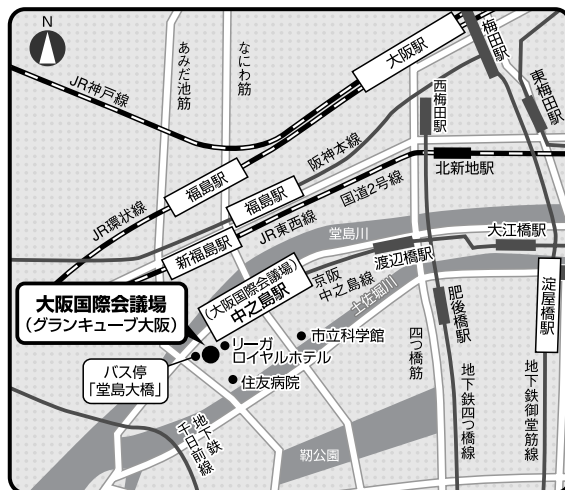 N
あみだ池筋
なにわ筋
大阪駅
梅田駅
東梅田駅
西梅田駅
JR神戸線
阪神本線
北新地駅
福島駅
福島駅
国道2号線
JR環状線
JR東西線
新福島駅
堂島川
大江橋駅
渡辺橋駅
(大阪国際会議場)
中之島駅
京阪
中之島線
土佐堀川
淀屋橋駅
肥後橋駅
大阪国際会議場
(グランキューブ大阪)
リーガ
ロイヤルホテル
市立科学館
四つ橋筋
バス停
「堂島大橋」
住友病院
地下鉄四つ橋線
地下鉄御堂筋線
地下鉄
千日前線
靭公園